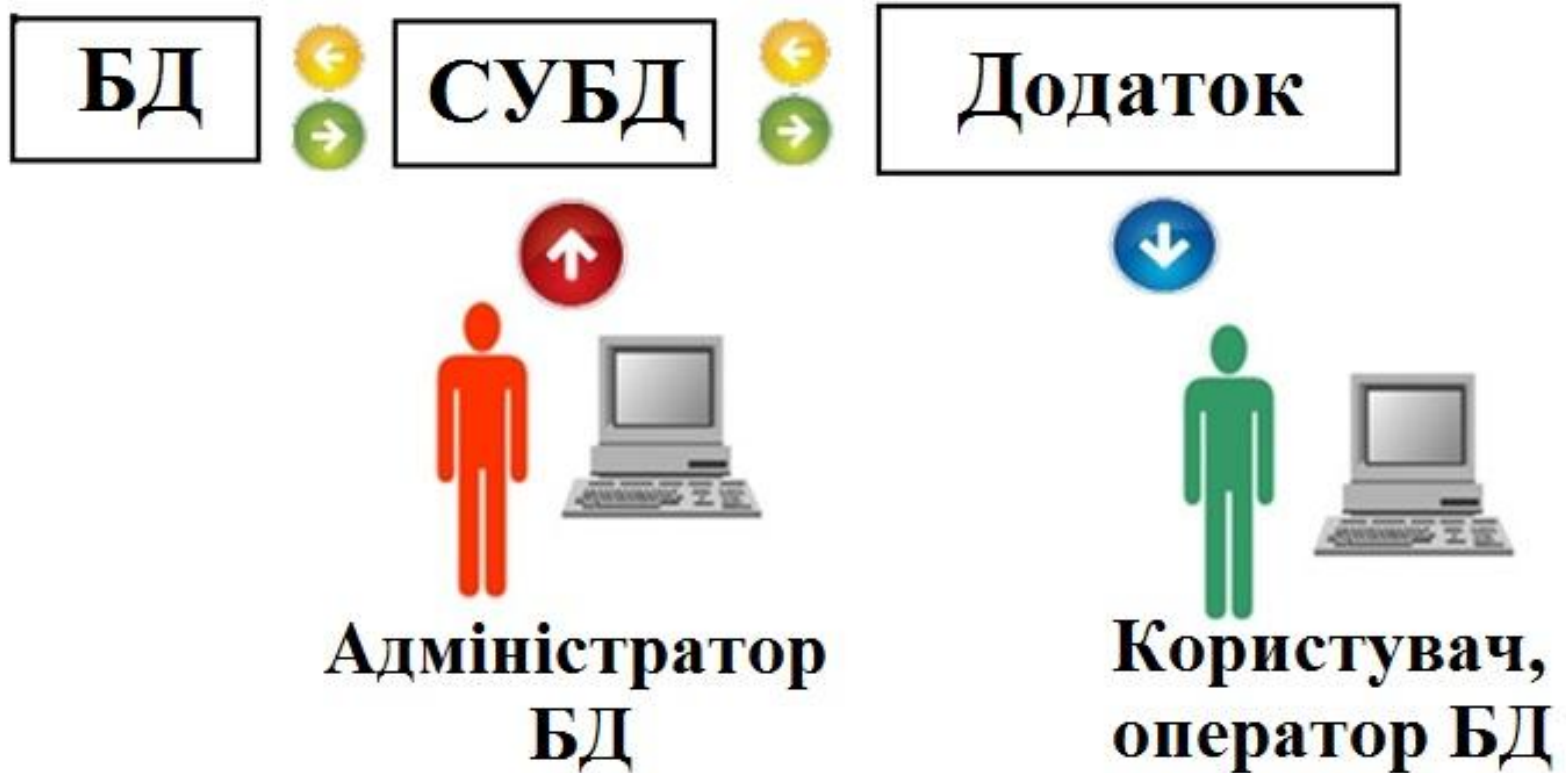 БД
СУБД
Додаток
Адміністратор
БД
Користувач,
оператор БД